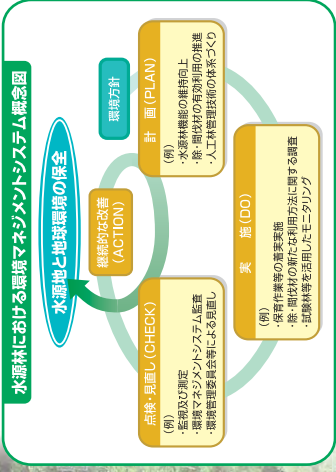 水源林における環境マネジメントシステム概念図
水源地と地球環境の保全
環境方針
継続的な改善
(ACTION)
計　画(PLAN)
(例)
・水源林機能の維持向上
・除・間伐材の有効利用の推進
・人工林管理技術の体系づくり
実　施(DO)
(例)
・保育作業等の着実実施
・除・間伐材の新たな利用方法に関する調査
・試験林等を活用したモニタリング
点検・見直し(CHECK)
(例)
・監視及び測定
・環境マネジメントシステム監査
・環境管理委員会等による見直し